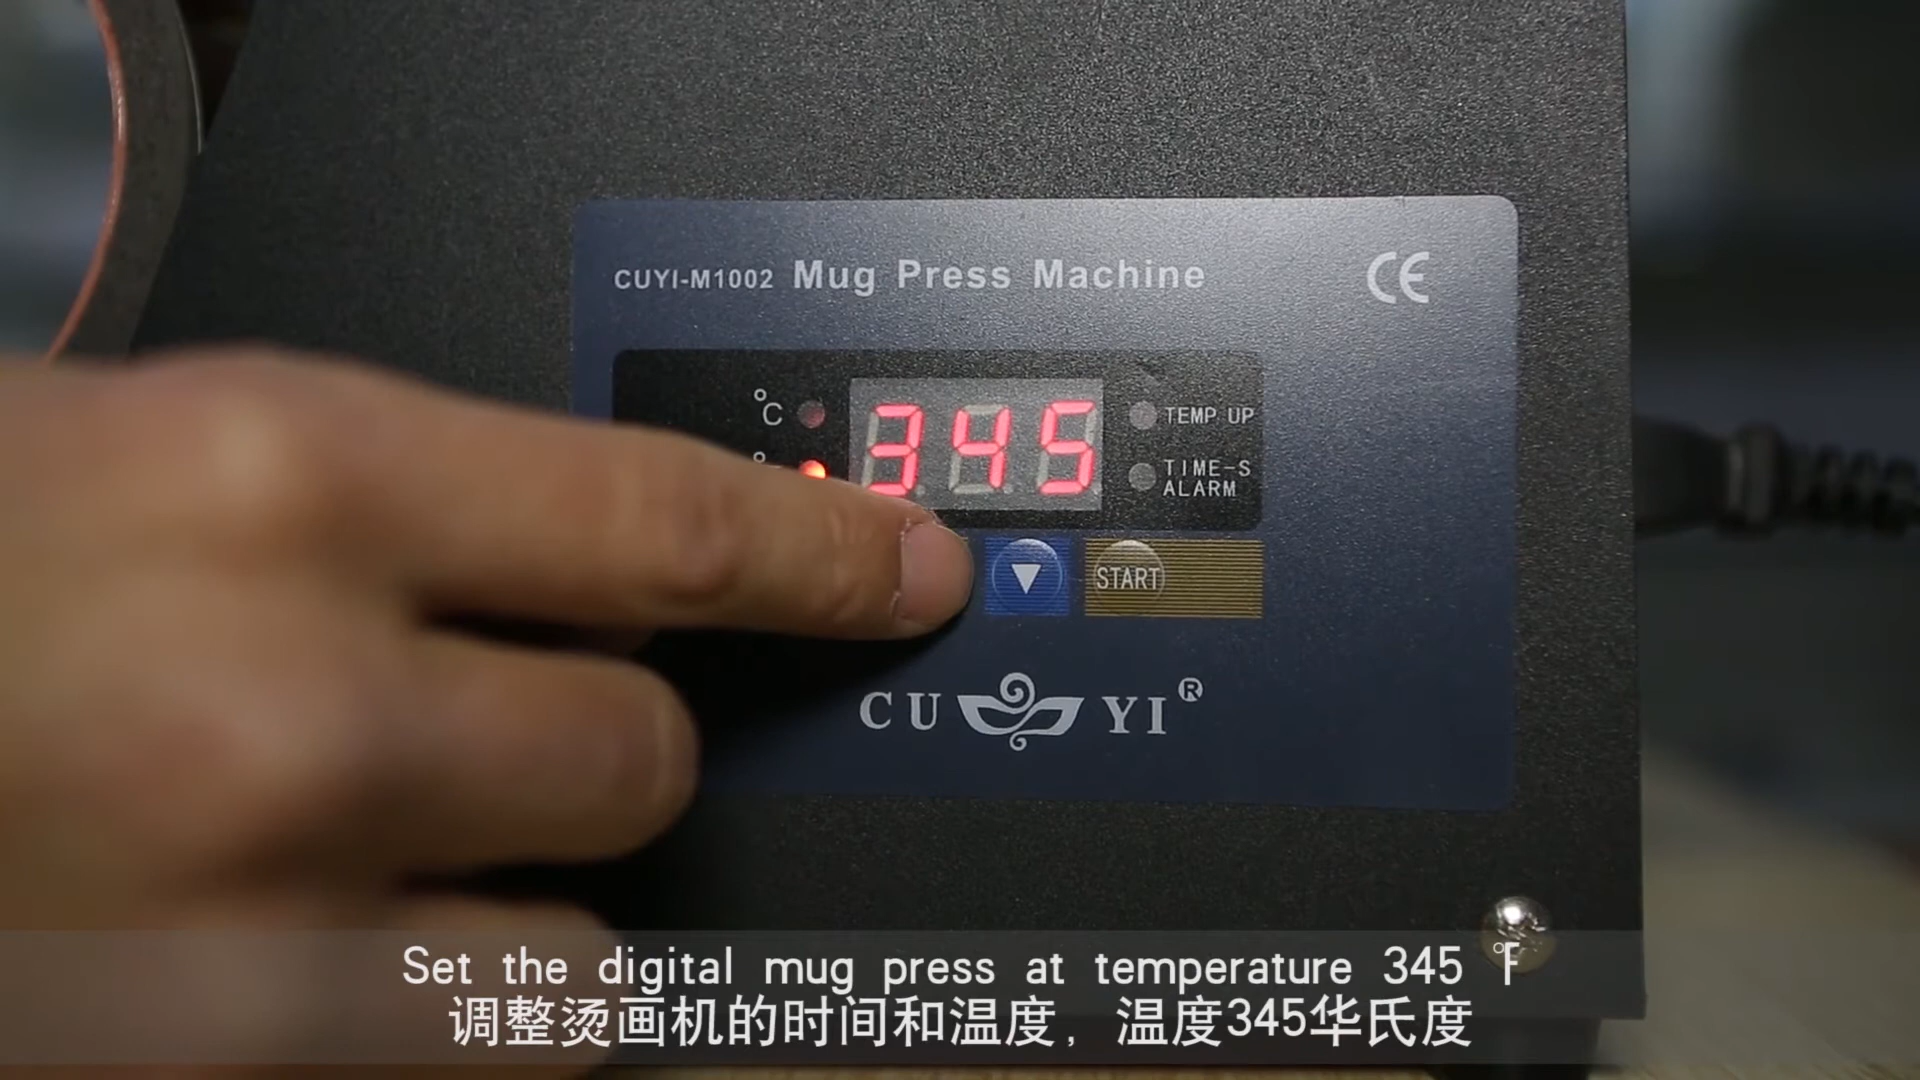 CUYI-M1002 Mug Press Machine
CE
°C
345
TEMP UP
TIME-S
ALARM
▼
START
CU YI®
Set the digital mug press at temperature 345 ℉
调整烫画机的时间和温度，温度345华氏度